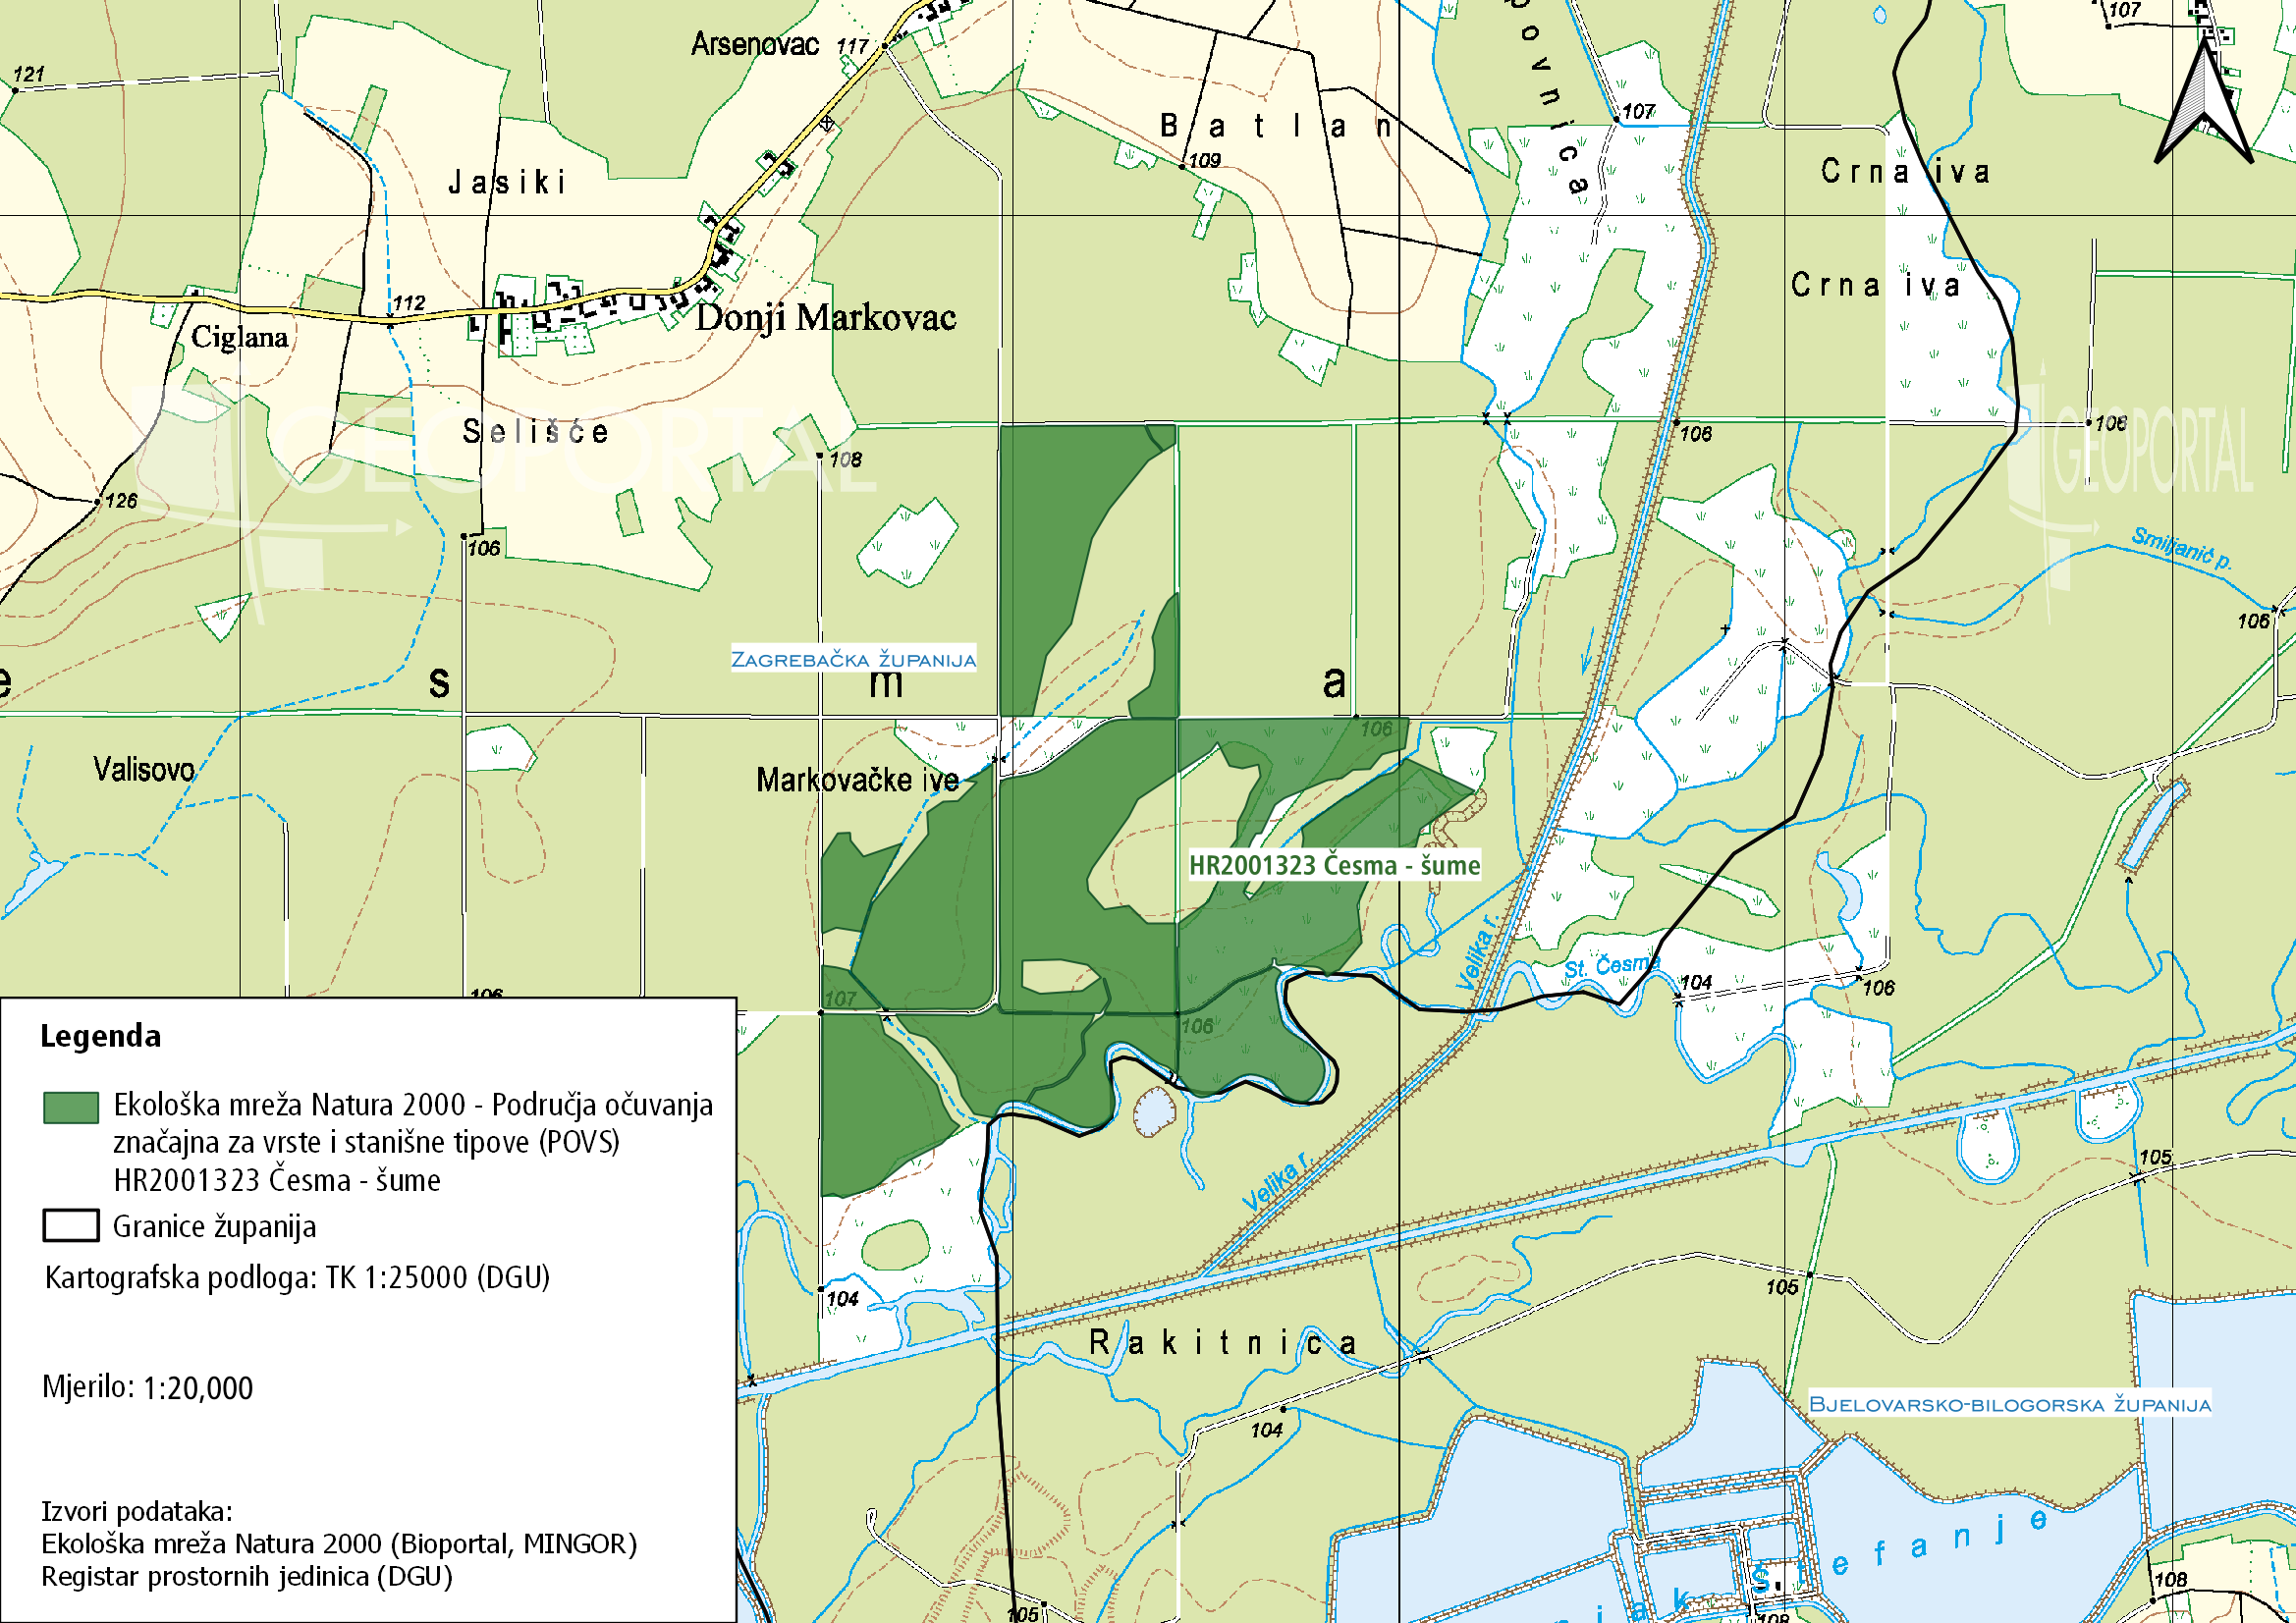 107
121
Arsenovac 117
povnica
107
Batlan
109
Crna iva
Jasiki
Crna iva
112
Donji Markovac
Ciglana
GEOPORTAL
Selišće
108
106
106
GEOPORTAL
126
106
Smiljanić p.
106
ZAGREBAČKA ŽUPANIJA
e s m a
106
Valisovo
Markovačke ive
HR2001323 Česma - šume
Velika r.
St. Česma
104
106
106
107
106
Legenda
Ekološka mreža Natura 2000 - Područja očuvanja
značajna za vrste i stanišne tipove (POVS)
HR2001323 Česma - šume
Granice županija
Kartografska podloga: TK 1:25000 (DGU)
Mjerilo: 1:20,000
Izvori podataka:
Ekološka mreža Natura 2000 (Bioportal, MINGOR)
Registar prostornih jedinica (DGU)
Velika r.
105
105
104
Rakitnica
104
BJELOVARSKO-BILOGORSKA ŽUPANIJA
Stefanje
108
105
108